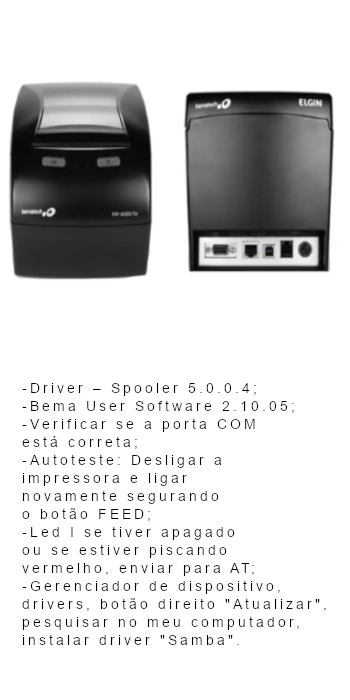 bematech
ELGIN
bematech
MP-4200 TH
-Driver – Spooler 5.0.0.4;
-Bema User Software 2.10.05;
-Verificar se a porta COM
está correta;
-Autoteste: Desligar a
impressora e ligar
novamente segurando
o botão FEED;
-Led I se tiver apagado
ou se estiver piscando
vermelho, enviar para AT;
-Gerenciador de dispositivo,
drivers, botão direito "Atualizar",
pesquisar no meu computador,
instalar driver "Samba".